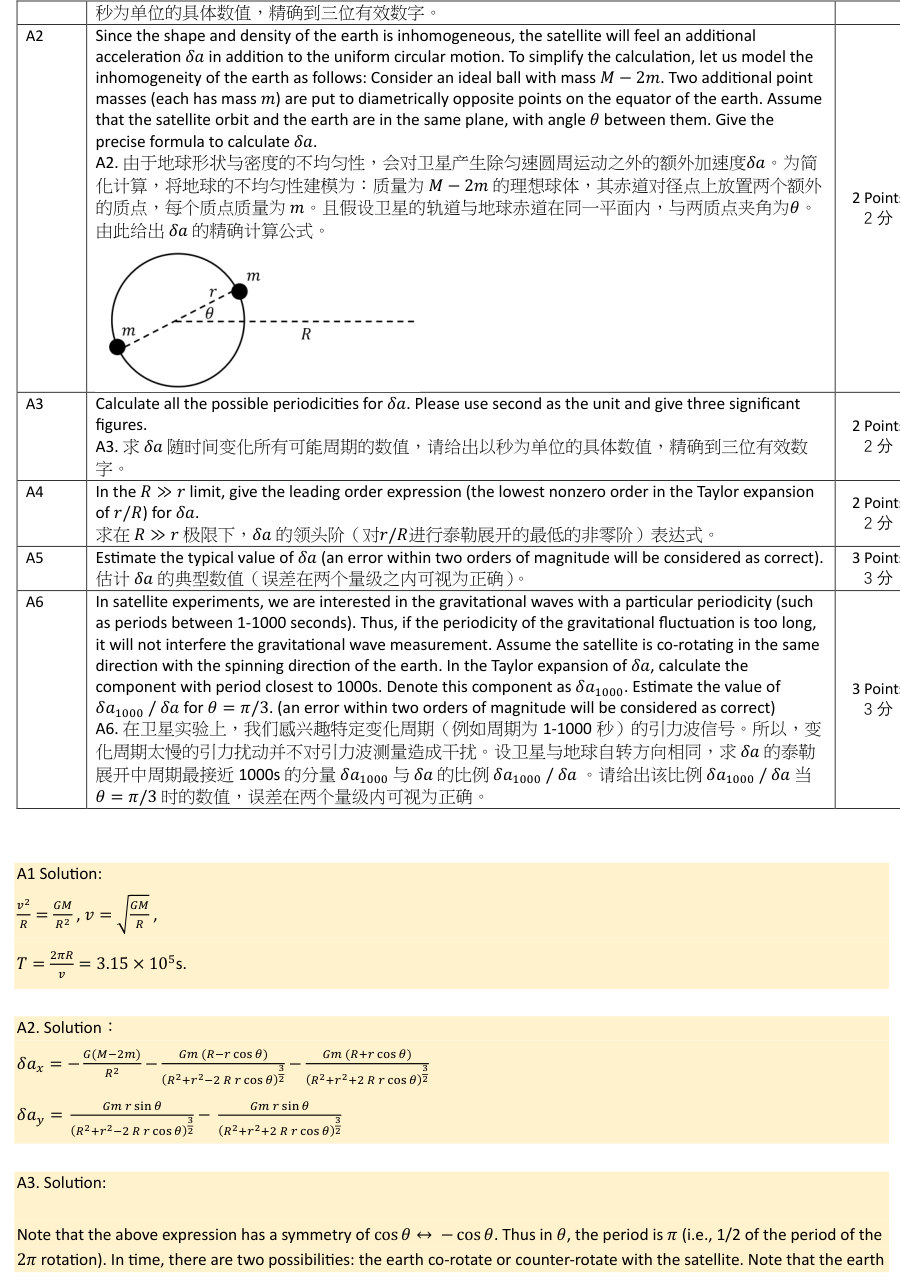 秒为单位的具体数值，精确到三位有效数字。
A2
Since the shape and density of the earth is inhomogeneous, the satellite will feel an additional
acceleration δa in addition to the uniform circular motion. To simplify the calculation, let us model the
inhomogeneity of the earth as follows: Consider an ideal ball with mass M − 2m. Two additional point
masses (each has mass m) are put to diametrically opposite points on the equator of the earth. Assume
that the satellite orbit and the earth are in the same plane, with angle θ between them. Give the
precise formula to calculate δa.
A2. 由于地球形状与密度的不均匀性，会对卫星产生除匀速圆周运动之外的额外加速度δa。为简
化计算，将地球的不均匀性建模为：质量为 M − 2m 的理想球体，其赤道对径点上放置两个额外
的质点，每个质点质量为 m。且假设卫星的轨道与地球赤道在同一平面内，与两质点夹角为θ。
由此给出 δa 的精确计算公式。
2 Points
2 分
m
r
θ
m
R
A3
Calculate all the possible periodicities for δa. Please use second as the unit and give three significant
figures.
A3. 求 δa 随时间变化所有可能周期的数值，请给出以秒为单位的具体数值，精确到三位有效数
字。
2 Points
2 分
A4
In the R ≫ r limit, give the leading order expression (the lowest nonzero order in the Taylor expansion
of r/R) for δa.
求在 R ≫ r 极限下，δa 的领头阶（对r/R进行泰勒展开的最低的非零阶）表达式。
2 Points
2 分
A5
Estimate the typical value of δa (an error within two orders of magnitude will be considered as correct).
估计 δa 的典型数值（误差在两个量级之内可视为正确）。
3 Points
3 分
A6
In satellite experiments, we are interested in the gravitational waves with a particular periodicity (such
as periods between 1-1000 seconds). Thus, if the periodicity of the gravitational fluctuation is too long,
it will not interfere the gravitational wave measurement. Assume the satellite is co-rotating in the same
direction with the spinning direction of the earth. In the Taylor expansion of δa, calculate the
component with period closest to 1000s. Denote this component as δa₁₀₀₀. Estimate the value of
δa₁₀₀₀ / δa for θ = π/3. (an error within two orders of magnitude will be considered as correct)
A6. 在卫星实验上，我们感兴趣特定变化周期（例如周期为 1-1000 秒）的引力波信号。所以，变
化周期太慢的引力扰动并不对引力波测量造成干扰。设卫星与地球自转方向相同，求 δa 的泰勒
展开中周期最接近 1000s 的分量 δa₁₀₀₀ 与 δa 的比例 δa₁₀₀₀ / δa 。请给出该比例 δa₁₀₀₀ / δa 当
θ = π/3 时的数值，误差在两个量级内可视为正确。
3 Points
3 分
A1 Solution:
v²/R = GM/R² , v = √(GM/R) ,
T = 2πR/v = 3.15 × 10⁵s.
A2. Solution：
δaₓ = − G(M−2m)/R² − Gm (R−r cos θ)/(R²+r²−2 R r cos θ)^(3/2) − Gm (R+r cos θ)/(R²+r²+2 R r cos θ)^(3/2)
δa_y = Gm r sin θ/(R²+r²−2 R r cos θ)^(3/2) − Gm r sin θ/(R²+r²+2 R r cos θ)^(3/2)
A3. Solution:
Note that the above expression has a symmetry of cos θ ↔ − cos θ. Thus in θ, the period is π (i.e., 1/2 of the period of the
2π rotation). In time, there are two possibilities: the earth co-rotate or counter-rotate with the satellite. Note that the earth